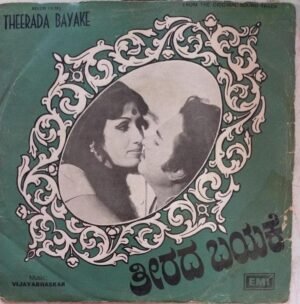 THEERADA BAYAKE
FROM THE ORIGINAL SOUND TRACK
ತೀರದ ಬಯಕೆ
Music:
VIJAYABHASKAR
EMI